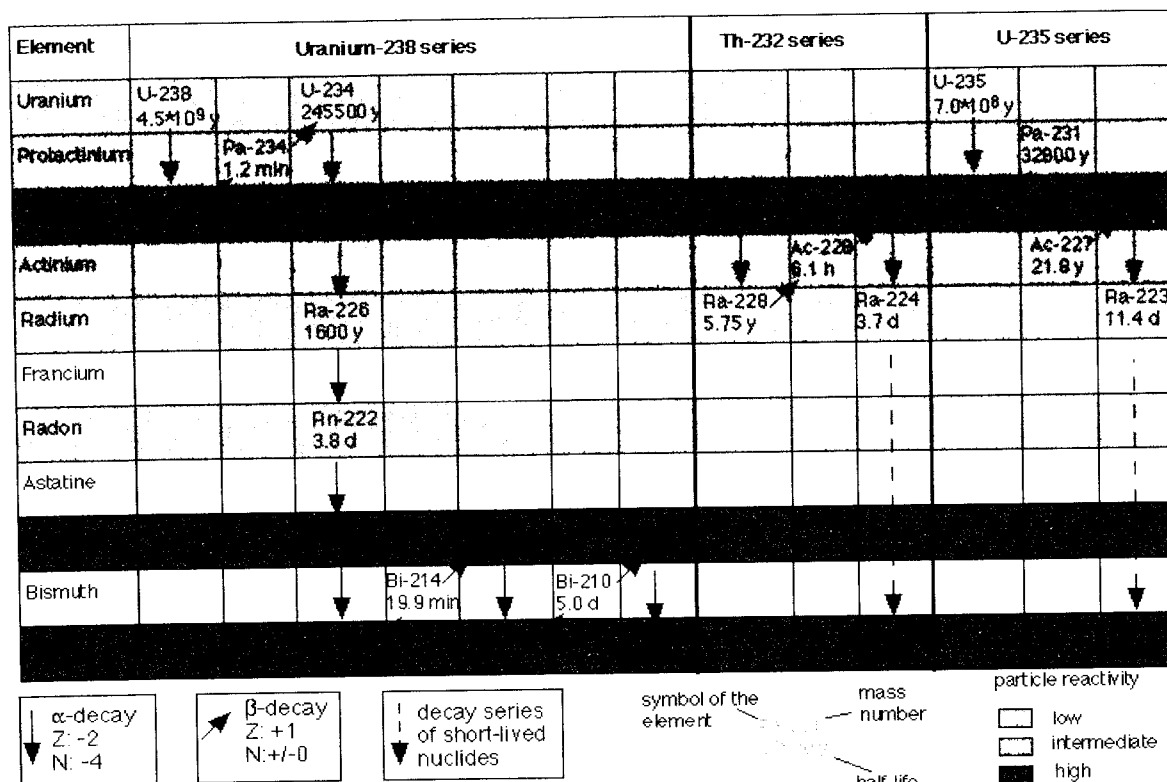 Element Uranium-238 series Th-232 series U-235 series
Uranium U-238 U-234 U-235
4.5*10⁹ y 245500 y 7.0*10⁸ y
Protactinium Pa-234 Pa-231
1.2 min 32800 y
Actinium Ac-228 Ac-227
6.1 h 21.8 y
Radium Ra-226 Ra-228 Ra-224 Ra-223
1600 y 5.75 y 3.7 d 11.4 d
Francium
Radon Rn-222
3.8 d
Astatine
Bismuth Bi-214 Bi-210
19.9 min 5.0 d
α-decay
Z: -2
N: -4
β-decay
Z: +1
N:+/-0
decay series
of short-lived
nuclides
symbol of the
element
mass
number
half-life
particle reactivity
low
intermediate
high